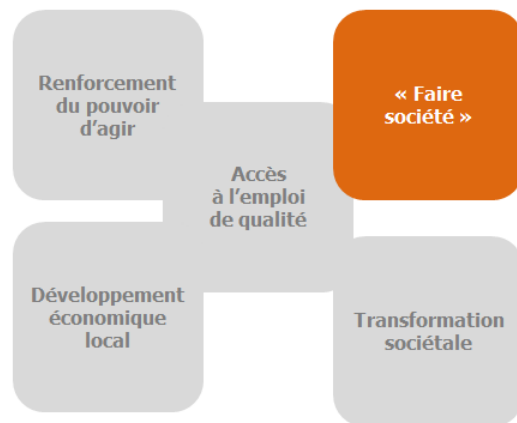 Renforcement
du pouvoir
d’agir
« Faire
société »
Accès
à l’emploi
de qualité
Développement
économique
local
Transformation
sociétale